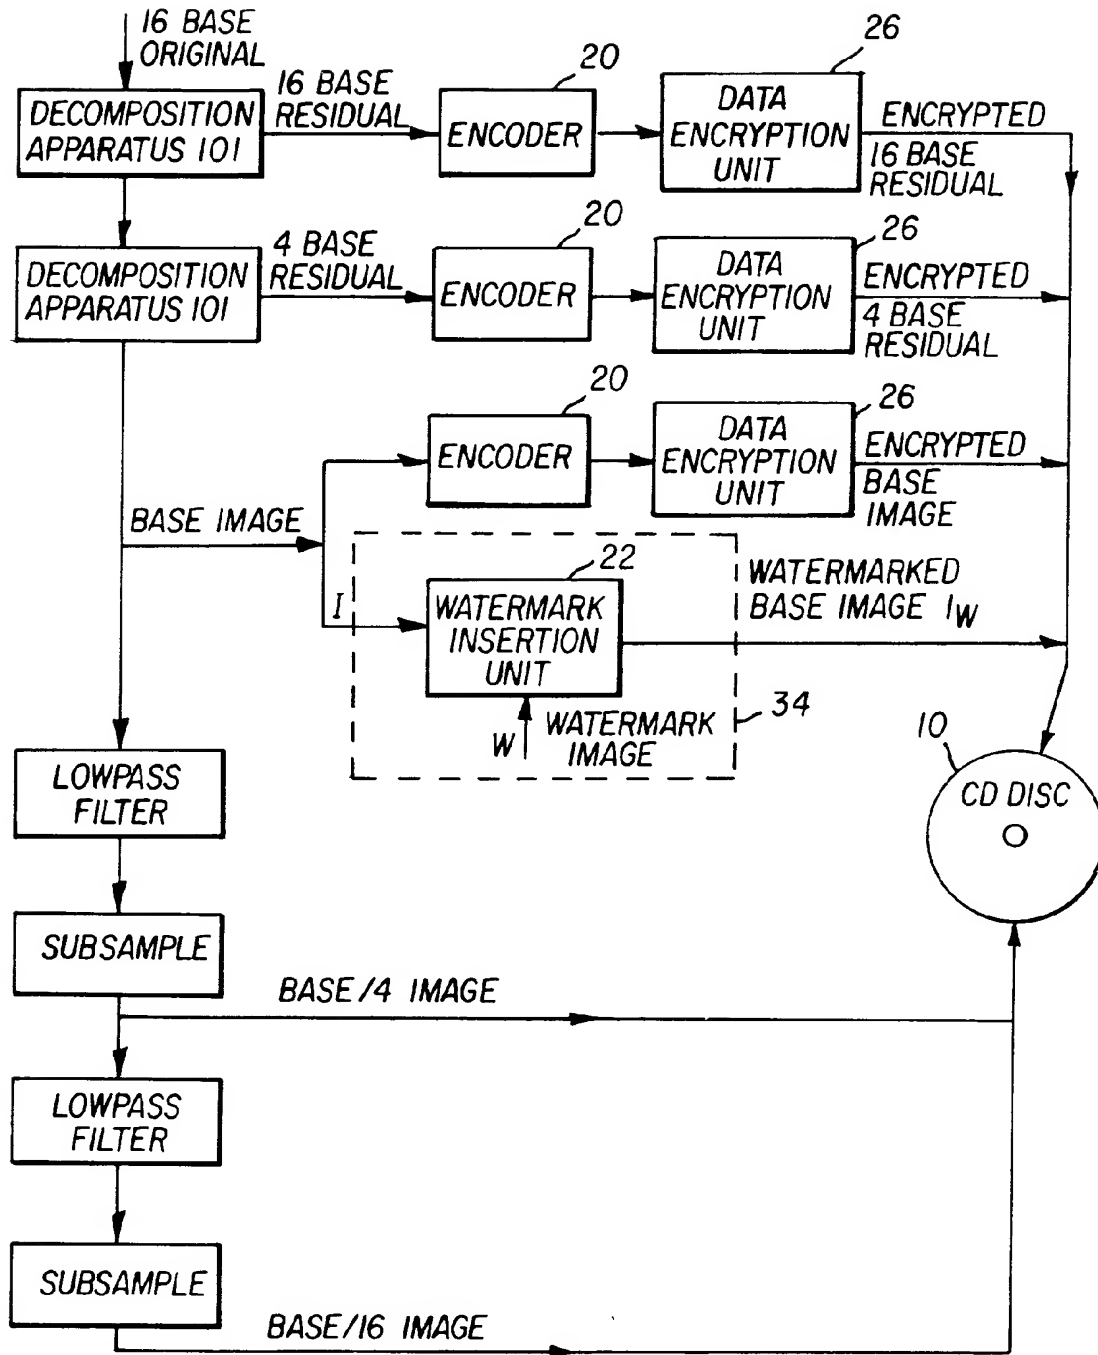 16 BASE
ORIGINAL
DECOMPOSITION
APPARATUS 101
16 BASE
RESIDUAL
20
ENCODER
26
DATA
ENCRYPTION
UNIT
ENCRYPTED
16 BASE
RESIDUAL
DECOMPOSITION
APPARATUS 101
4 BASE
RESIDUAL
20
ENCODER
26
DATA
ENCRYPTION
UNIT
ENCRYPTED
4 BASE
RESIDUAL
20
ENCODER
26
DATA
ENCRYPTION
UNIT
ENCRYPTED
BASE
IMAGE
BASE IMAGE
I
22
WATERMARK
INSERTION
UNIT
W
WATERMARK
IMAGE
34
WATERMARKED
BASE IMAGE IW
10
CD DISC
LOWPASS
FILTER
SUBSAMPLE
BASE/4 IMAGE
LOWPASS
FILTER
SUBSAMPLE
BASE/16 IMAGE